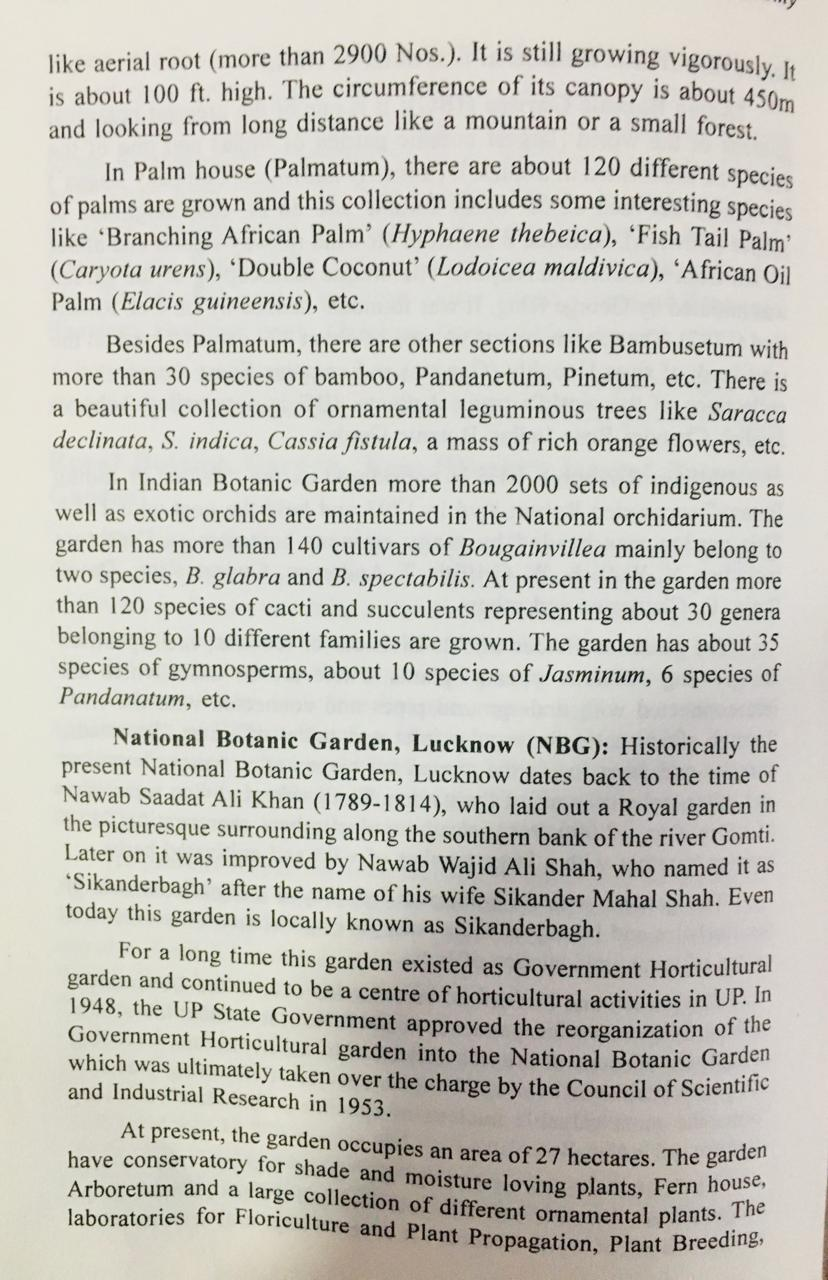 like aerial root (more than 2900 Nos.). It is still growing vigorously. It
is about 100 ft. high. The circumference of its canopy is about 450m
and looking from long distance like a mountain or a small forest.
In Palm house (Palmatum), there are about 120 different species
of palms are grown and this collection includes some interesting species
like ‘Branching African Palm’ (Hyphaene thebeica), ‘Fish Tail Palm’
(Caryota urens), ‘Double Coconut’ (Lodoicea maldivica), ‘African Oil
Palm (Elacis guineensis), etc.
Besides Palmatum, there are other sections like Bambusetum with
more than 30 species of bamboo, Pandanetum, Pinetum, etc. There is
a beautiful collection of ornamental leguminous trees like Saracca
declinata, S. indica, Cassia fistula, a mass of rich orange flowers, etc.
In Indian Botanic Garden more than 2000 sets of indigenous as
well as exotic orchids are maintained in the National orchidarium. The
garden has more than 140 cultivars of Bougainvillea mainly belong to
two species, B. glabra and B. spectabilis. At present in the garden more
than 120 species of cacti and succulents representing about 30 genera
belonging to 10 different families are grown. The garden has about 35
species of gymnosperms, about 10 species of Jasminum, 6 species of
Pandanatum, etc.
National Botanic Garden, Lucknow (NBG): Historically the
present National Botanic Garden, Lucknow dates back to the time of
Nawab Saadat Ali Khan (1789-1814), who laid out a Royal garden in
the picturesque surrounding along the southern bank of the river Gomti.
Later on it was improved by Nawab Wajid Ali Shah, who named it as
‘Sikanderbagh’ after the name of his wife Sikander Mahal Shah. Even
today this garden is locally known as Sikanderbagh.
For a long time this garden existed as Government Horticultural
garden and continued to be a centre of horticultural activities in UP. In
1948, the UP State Government approved the reorganization of the
Government Horticultural garden into the National Botanic Garden
which was ultimately taken over the charge by the Council of Scientific
and Industrial Research in 1953.
At present, the garden occupies an area of 27 hectares. The garden
have conservatory for shade and moisture loving plants, Fern house,
Arboretum and a large collection of different ornamental plants. The
laboratories for Floriculture and Plant Propagation, Plant Breeding,